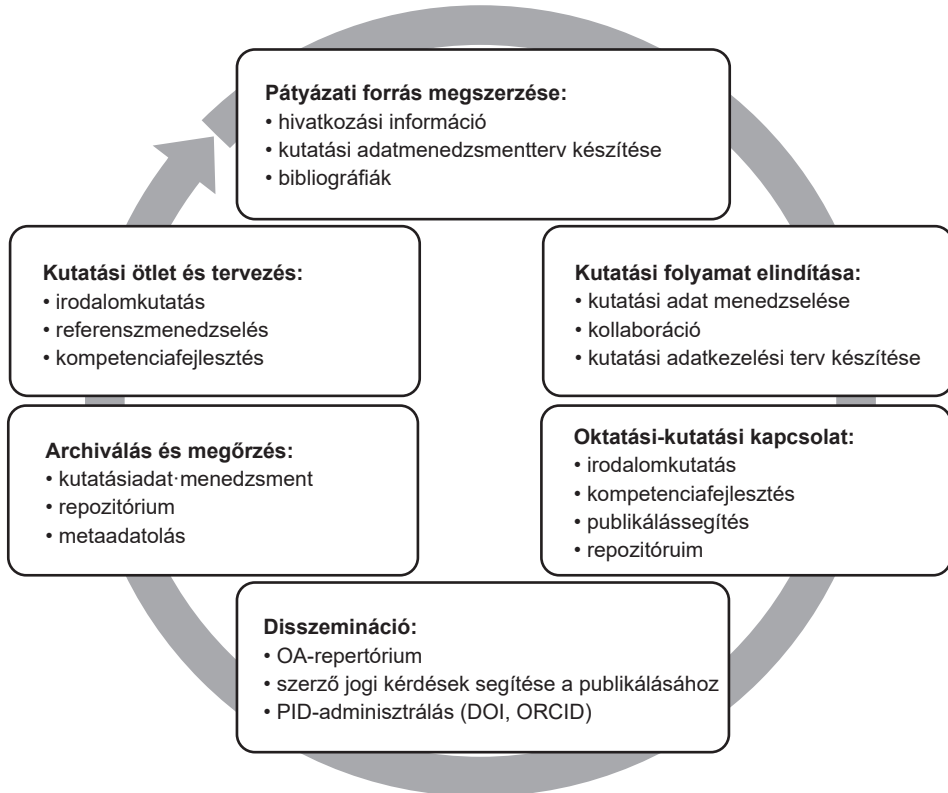 Pátyázati forrás megszerzése:
• hivatkozási információ
• kutatási adatmenedzsmentterv készítése
• bibliográfiák
Kutatási ötlet és tervezés:
• irodalomkutatás
• referenszmenedzselés
• kompetenciafejlesztés
Kutatási folyamat elindítása:
• kutatási adat menedzselése
• kollaboráció
• kutatási adatkezelési terv készítése
Archiválás és megőrzés:
• kutatásiadat·menedzsment
• repozitórium
• metaadatolás
Oktatási-kutatási kapcsolat:
• irodalomkutatás
• kompetenciafejlesztés
• publikálássegítés
• repozitóruim
Disszemináció:
• OA-repertórium
• szerző jogi kérdések segítése a publikálásához
• PID-adminisztrálás (DOI, ORCID)